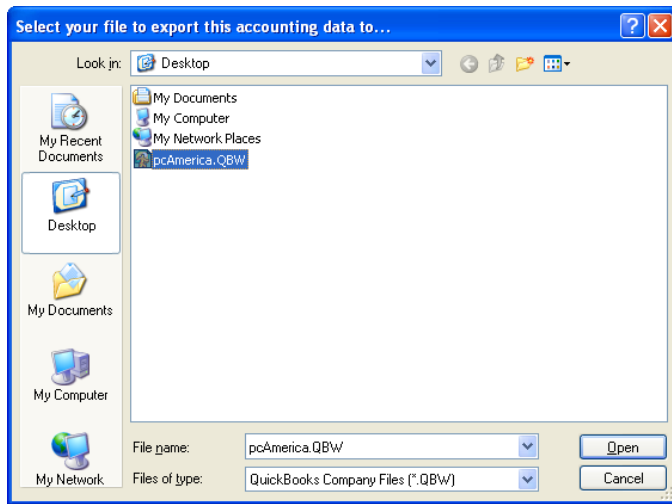 Select your file to export this accounting data to...
Look in:
Desktop
My Documents
My Computer
My Network Places
pcAmerica.QBW
My Recent
Documents
Desktop
My Documents
My Computer
My Network
File name:
pcAmerica.QBW
Open
Files of type:
QuickBooks Company Files (*.QBW)
Cancel